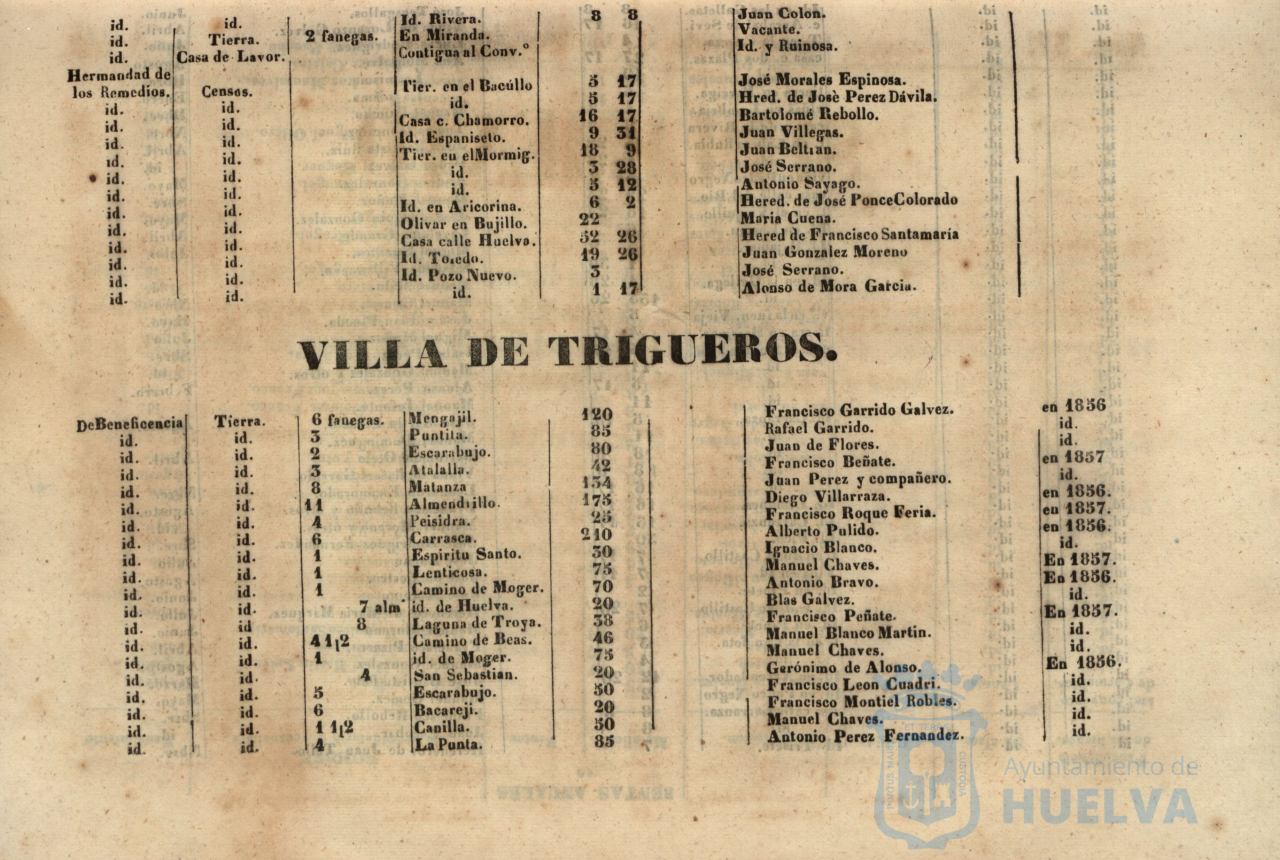 id. id. Id. Rivera. 8 8 Juan Colon.
id. Tierra. 2 fanegas. En Miranda. Vacante.
id. Casa de Lavor. Contigua al Conv.º Id. y Ruinosa.
Hermandad de
los Remedios. Censos. Tier. en el Bacúllo 5 17 José Morales Espinosa.
id. id. id. 5 17 Hred. de Josè Perez Dávila.
id. id. Casa c. Chamorro. 16 17 Bartolomé Rebollo.
id. id. Id. Espaniseto. 9 31 Juan Villegas.
id. id. Tier. en el Mormig. 18 9 Juan Beltran.
id. id. id. 3 28 José Serrano.
id. id. id. 5 12 Antonio Sayago.
id. id. Id. en Aricorina. 6 2 Hered. de José Ponce Colorado
id. id. Olivar en Bujillo. 22 Maria Cuena.
id. id. Casa calle Huelva. 52 26 Hered de Francisco Santamaría
id. id. Id. Toledo. 19 26 Juan Gonzalez Moreno
id. id. Id. Pozo Nuevo. 3 José Serrano.
id. id. id. 1 17 Alonso de Mora Garcia.
VILLA DE TRIGUEROS.
De Beneficencia Tierra. 6 fanegas. Mengajil. 120 Francisco Garrido Galvez. en 1856
id. id. 3 Puntita. 85 Rafael Garrido. id.
id. id. 2 Escarabujo. 80 Juan de Flores. id.
id. id. 3 Atalalla. 42 Francisco Beñate. en 1857
id. id. 8 Matanza 154 Juan Perez y compañero. id.
id. id. 11 Almendrillo. 175 Diego Villarraza. en 1856.
id. id. 4 Peisidra. 25 Francisco Roque Feria. en 1857.
id. id. 6 Carrasca. 210 Alberto Pulido. en 1856.
id. id. 1 Espiritu Santo. 30 Ignacio Blanco. id.
id. id. 1 Lenticosa. 75 Manuel Chaves. En 1857.
id. id. 1 Camino de Moger. 70 Antonio Bravo. En 1856.
id. id. 7 alm id. de Huelva. 20 Blas Galvez. id.
id. id 8 Laguna de Troya. 38 Francisco Peñate. En 1857.
id. id. 4 1|2 Camino de Beas. 46 Manuel Blanco Martin. id.
id. id. 1 id. de Moger. 75 Manuel Chaves. id.
id. id. 4 San Sebastian. 20 Gerónimo de Alonso. En 1856.
id. id. 5 Escarabujo. 50 Francisco Leon Cuadri. id.
id. id. 6 Bacareji. 20 Francisco Montiel Robles. id.
id. id. 1 1|2 Canilla. 50 Manuel Chaves. id.
id. id. 4 La Punta. 85 Antonio Perez Fernandez. id.
Ayuntamiento de
HUELVA